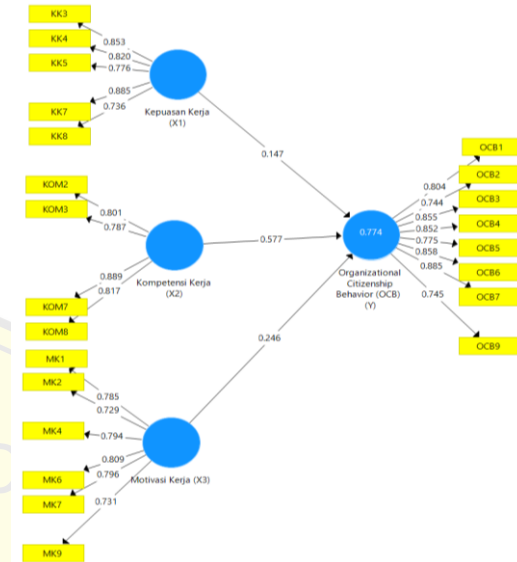 KK3
KK4
KK5
KK7
KK8
0.853
0.820
0.776
0.885
0.736
Kepuasan Kerja
(X1)
0.147
KOM2
KOM3
KOM7
KOM8
0.801
0.787
0.889
0.817
Kompetensi Kerja
(X2)
0.577
MK1
MK2
MK4
MK6
MK7
MK9
0.785
0.729
0.794
0.809
0.796
0.731
Motivasi Kerja (X3)
0.246
0.774
Organizational
Citizenship
Behavior (OCB)
(Y)
0.804
0.744
0.855
0.852
0.775
0.858
0.885
0.745
OCB1
OCB2
OCB3
OCB4
OCB5
OCB6
OCB7
OCB9